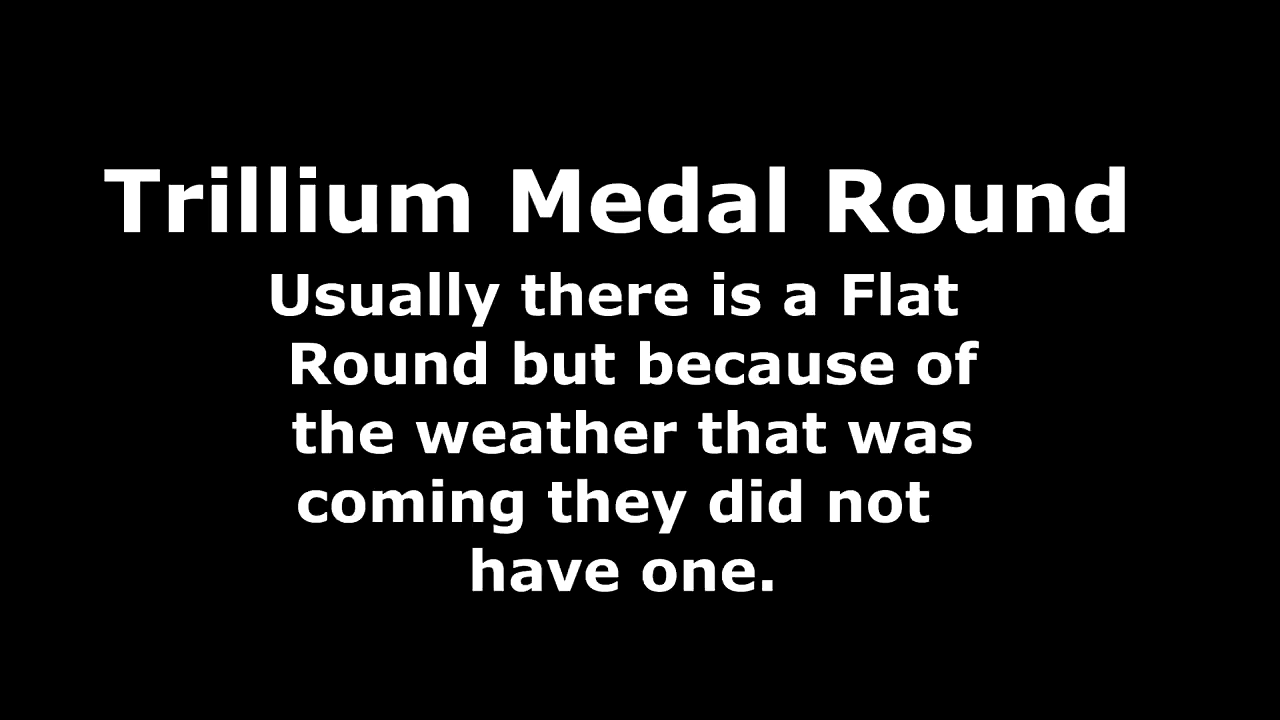 Trillium Medal Round
Usually there is a Flat
Round but because of
the weather that was
coming they did not
have one.